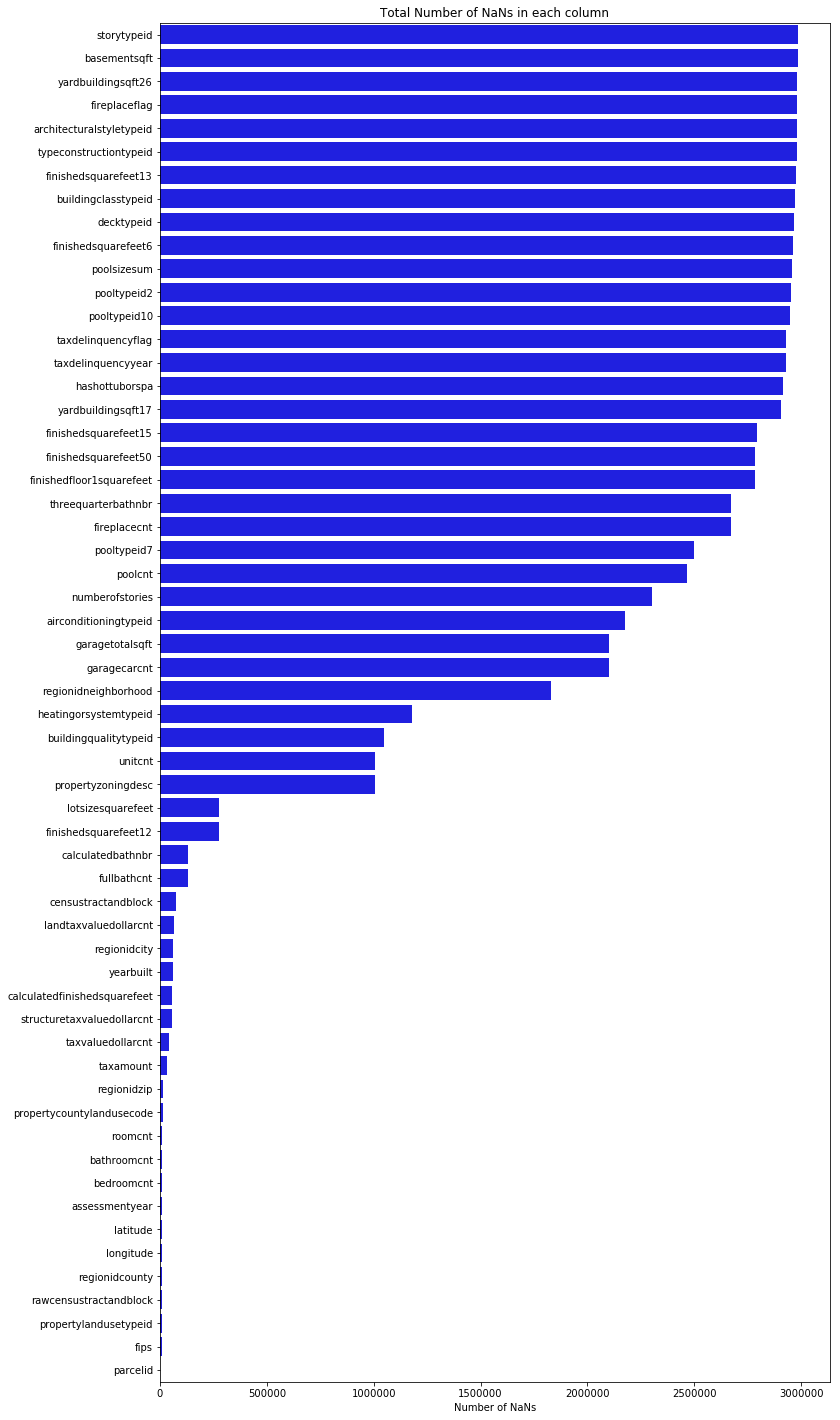 Total Number of NaNs in each column
storytypeid
basementsqft
yardbuildingsqft26
fireplaceflag
architecturalstyletypeid
typeconstructiontypeid
finishedsquarefeet13
buildingclasstypeid
decktypeid
finishedsquarefeet6
poolsizesum
pooltypeid2
pooltypeid10
taxdelinquencyflag
taxdelinquencyyear
hashottuborspa
yardbuildingsqft17
finishedsquarefeet15
finishedsquarefeet50
finishedfloor1squarefeet
threequarterbathnbr
fireplacecnt
pooltypeid7
poolcnt
numberofstories
airconditioningtypeid
garagetotalsqft
garagecarcnt
regionidneighborhood
heatingorsystemtypeid
buildingqualitytypeid
unitcnt
propertyzoningdesc
lotsizesquarefeet
finishedsquarefeet12
calculatedbathnbr
fullbathcnt
censustractandblock
landtaxvaluedollarcnt
regionidcity
yearbuilt
calculatedfinishedsquarefeet
structuretaxvaluedollarcnt
taxvaluedollarcnt
taxamount
regionidzip
propertycountylandusecode
roomcnt
bathroomcnt
bedroomcnt
assessmentyear
latitude
longitude
regionidcounty
rawcensustractandblock
propertylandusetypeid
fips
parcelid
0 500000 1000000 1500000 2000000 2500000 3000000
Number of NaNs